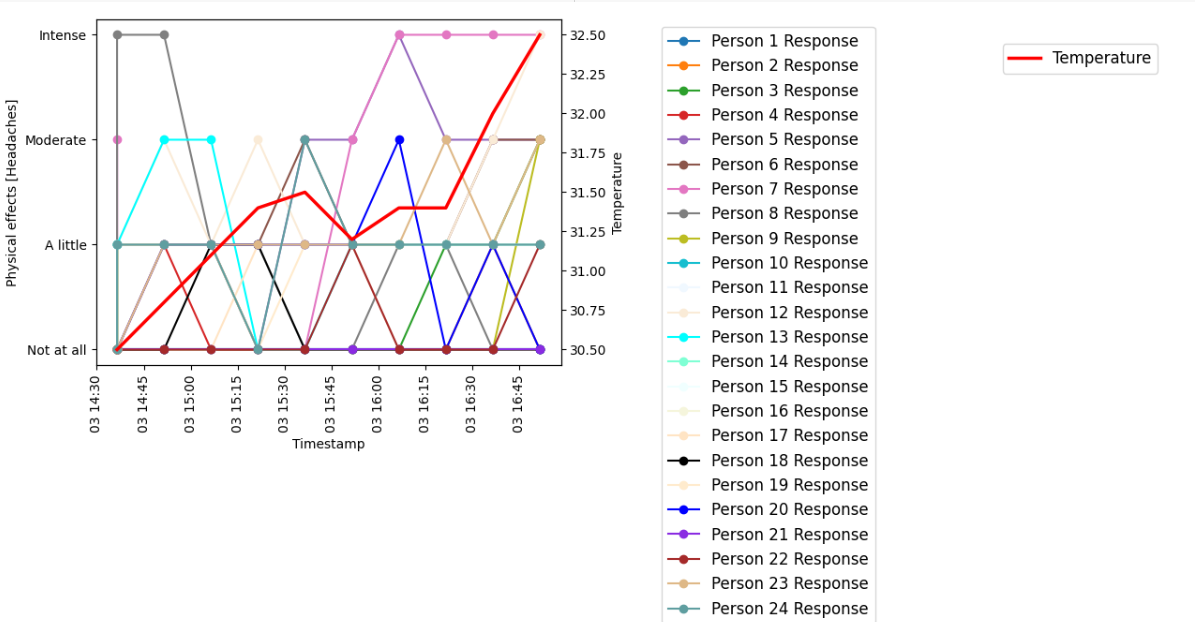 Intense
Moderate
A little
Not at all
Physical effects [Headaches]
32.50
32.25
32.00
31.75
31.50
31.25
31.00
30.75
30.50
Temperature
03 14:30
03 14:45
03 15:00
03 15:15
03 15:30
03 15:45
03 16:00
03 16:15
03 16:30
03 16:45
Timestamp
Person 1 Response
Person 2 Response
Person 3 Response
Person 4 Response
Person 5 Response
Person 6 Response
Person 7 Response
Person 8 Response
Person 9 Response
Person 10 Response
Person 11 Response
Person 12 Response
Person 13 Response
Person 14 Response
Person 15 Response
Person 16 Response
Person 17 Response
Person 18 Response
Person 19 Response
Person 20 Response
Person 21 Response
Person 22 Response
Person 23 Response
Person 24 Response
Temperature